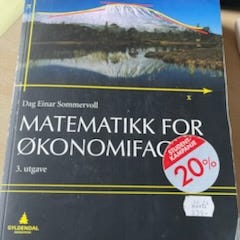 x
Dag Einar Sommervoll
MATEMATIKK FOR
ØKONOMIFAG
3. utgave
STUDENT-
KAMPANJE
20%
GYLDENDAL